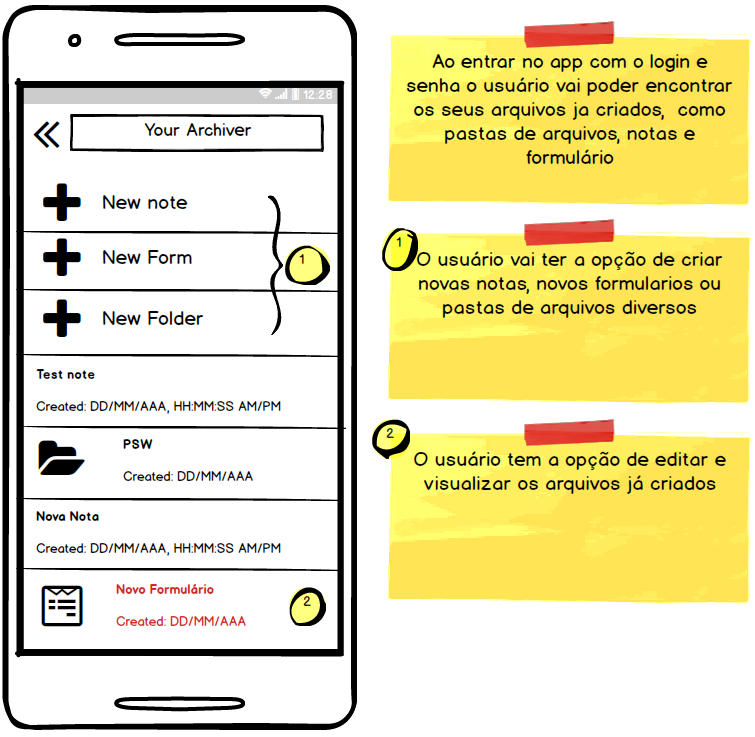 12:28
Your Archiver
New note
New Form
1
New Folder
Test note
Created: DD/MM/AAA, HH:MM:SS AM/PM
PSW
Created: DD/MM/AAA
Nova Nota
Created: DD/MM/AAA, HH:MM:SS AM/PM
Novo Formulário
Created: DD/MM/AAA
2
Ao entrar no app com o login e
senha o usuário vai poder encontrar
os seus arquivos ja criados, como
pastas de arquivos, notas e
formulário
1
O usuário vai ter a opção de criar
novas notas, novos formularios ou
pastas de arquivos diversos
2
O usuário tem a opção de editar e
visualizar os arquivos já criados